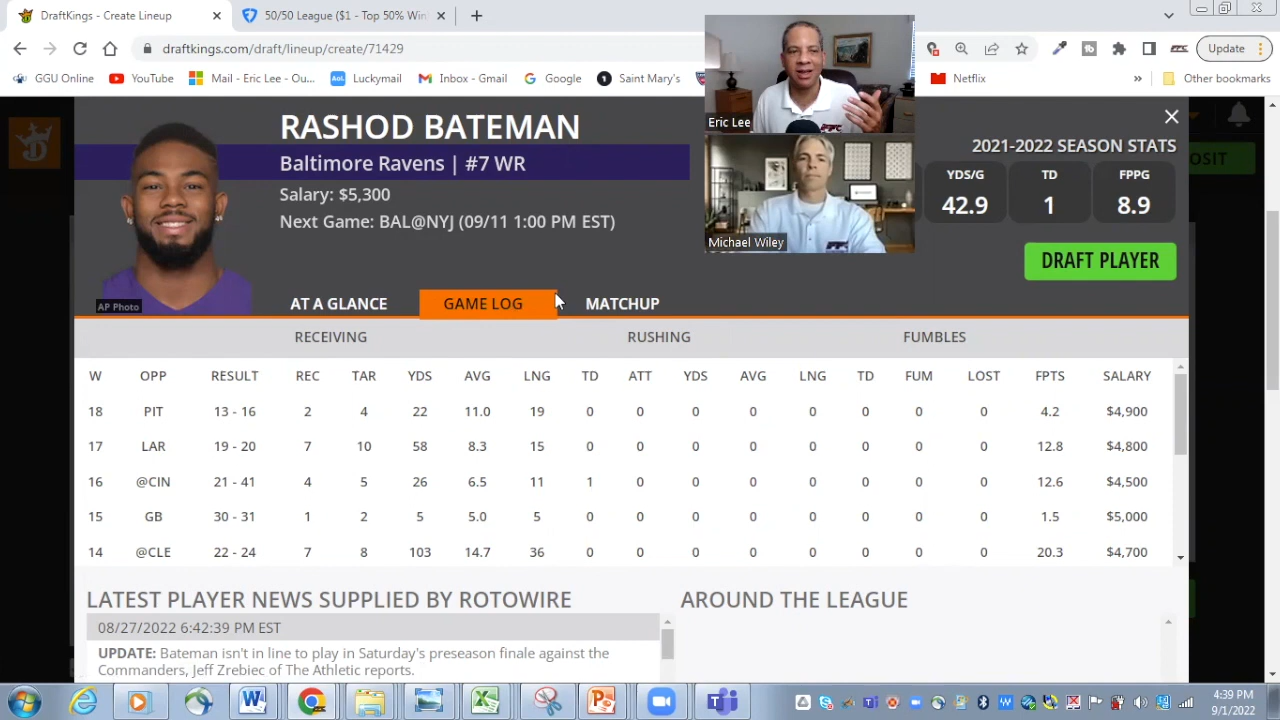 DraftKings - Create Lineup
50/50 League ($1 - Top 50% Win
draftkings.com/draft/lineup/create/71429
Update
GGU Online
YouTube
Mail - Eric Lee - Ou...
Luckymail
Inbox - Gmail
Google
Saint Mary's
Netflix
Other bookmarks
RASHOD BATEMAN
Baltimore Ravens | #7 WR
Salary: $5,300
Next Game: BAL@NYJ (09/11 1:00 PM EST)
AP Photo
Eric Lee
Michael Wiley
2021-2022 SEASON STATS
YDS/G TD FPPG
42.9 1 8.9
DRAFT PLAYER
AT A GLANCE GAME LOG MATCHUP
RECEIVING RUSHING FUMBLES
W OPP RESULT REC TAR YDS AVG LNG TD ATT YDS AVG LNG TD FUM LOST FPTS SALARY
18 PIT 13 - 16 2 4 22 11.0 19 0 0 0 0 0 0 0 0 4.2 $4,900
17 LAR 19 - 20 7 10 58 8.3 15 0 0 0 0 0 0 0 0 12.8 $4,800
16 @CIN 21 - 41 4 5 26 6.5 11 1 0 0 0 0 0 0 0 12.6 $4,500
15 GB 30 - 31 1 2 5 5.0 5 0 0 0 0 0 0 0 0 1.5 $5,000
14 @CLE 22 - 24 7 8 103 14.7 36 0 0 0 0 0 0 0 0 20.3 $4,700
LATEST PLAYER NEWS SUPPLIED BY ROTOWIRE
08/27/2022 6:42:39 PM EST
UPDATE: Bateman isn't in line to play in Saturday's preseason finale against the
Commanders, Jeff Zrebiec of The Athletic reports.
AROUND THE LEAGUE
4:39 PM
9/1/2022